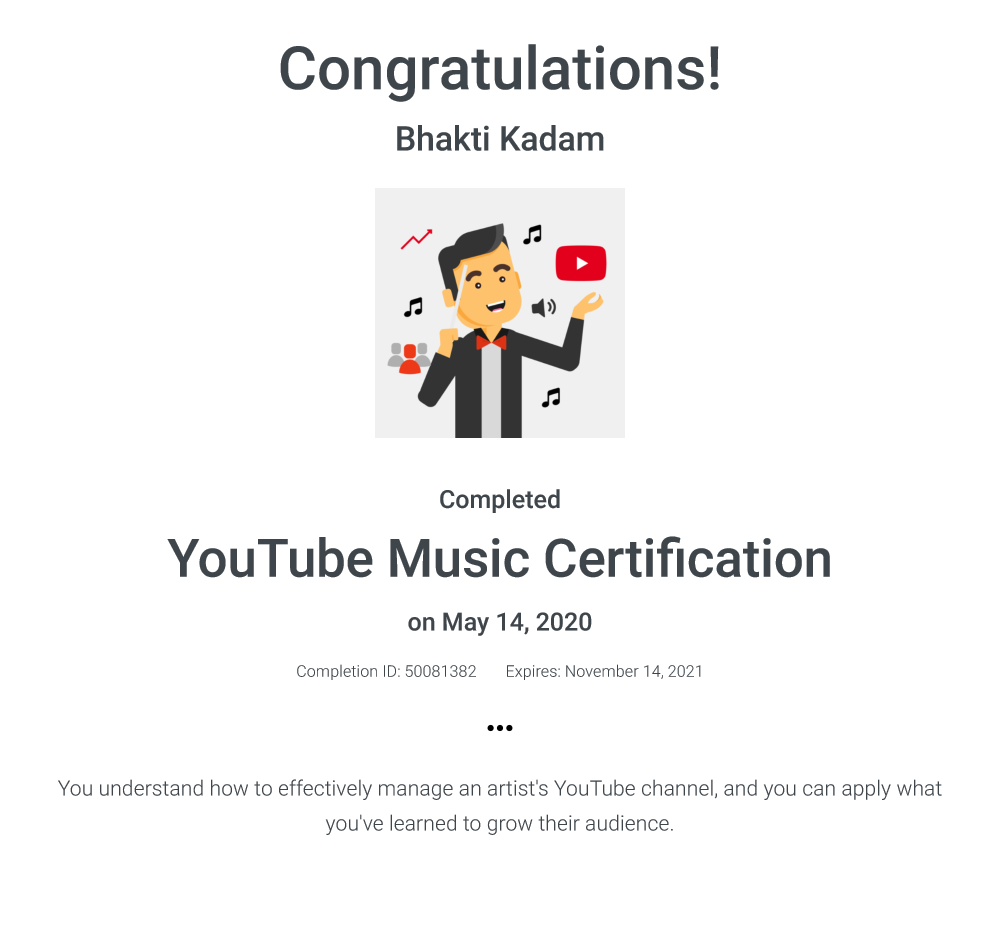 Congratulations!
Bhakti Kadam
Completed
YouTube Music Certification
on May 14, 2020
Completion ID: 50081382 Expires: November 14, 2021
•••
You understand how to effectively manage an artist's YouTube channel, and you can apply what
you've learned to grow their audience.